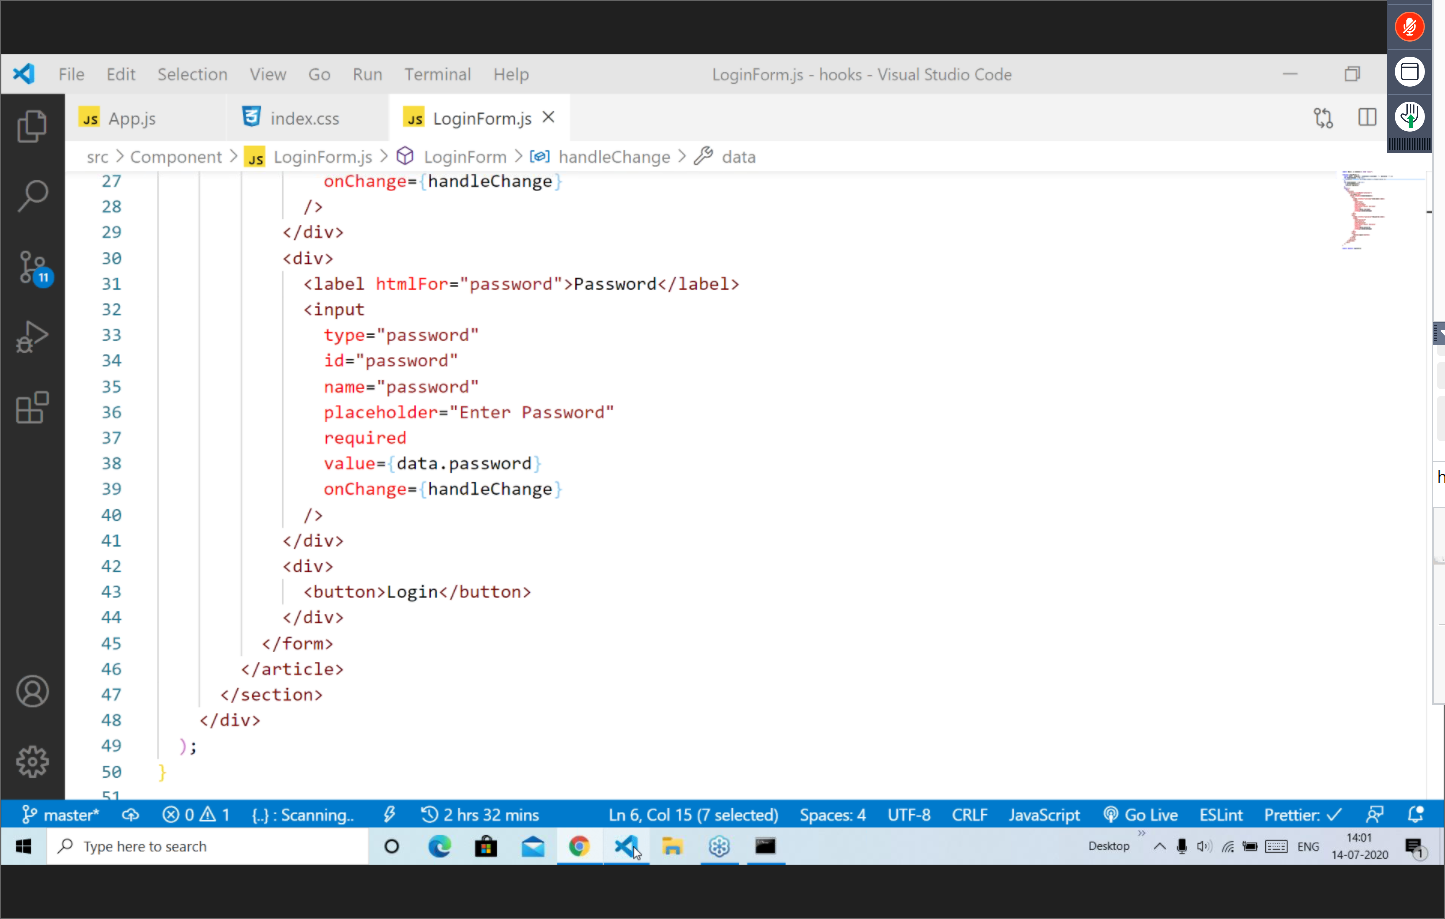 File Edit Selection View Go Run Terminal Help
LoginForm.js - hooks - Visual Studio Code
JS App.js
index.css
JS LoginForm.js
src > Component > JS LoginForm.js > LoginForm > handleChange > data
27 onChange={handleChange}
28 />
29 </div>
30 <div>
31 <label htmlFor="password">Password</label>
32 <input
33 type="password"
34 id="password"
35 name="password"
36 placeholder="Enter Password"
37 required
38 value={data.password}
39 onChange={handleChange}
40 />
41 </div>
42 <div>
43 <button>Login</button>
44 </div>
45 </form>
46 </article>
47 </section>
48 </div>
49 );
50 }
51
11
h
master* 0 1 {..} : Scanning.. 2 hrs 32 mins Ln 6, Col 15 (7 selected) Spaces: 4 UTF-8 CRLF JavaScript Go Live ESLint Prettier: ✓
Type here to search
Desktop
ENG
14:01
14-07-2020
1